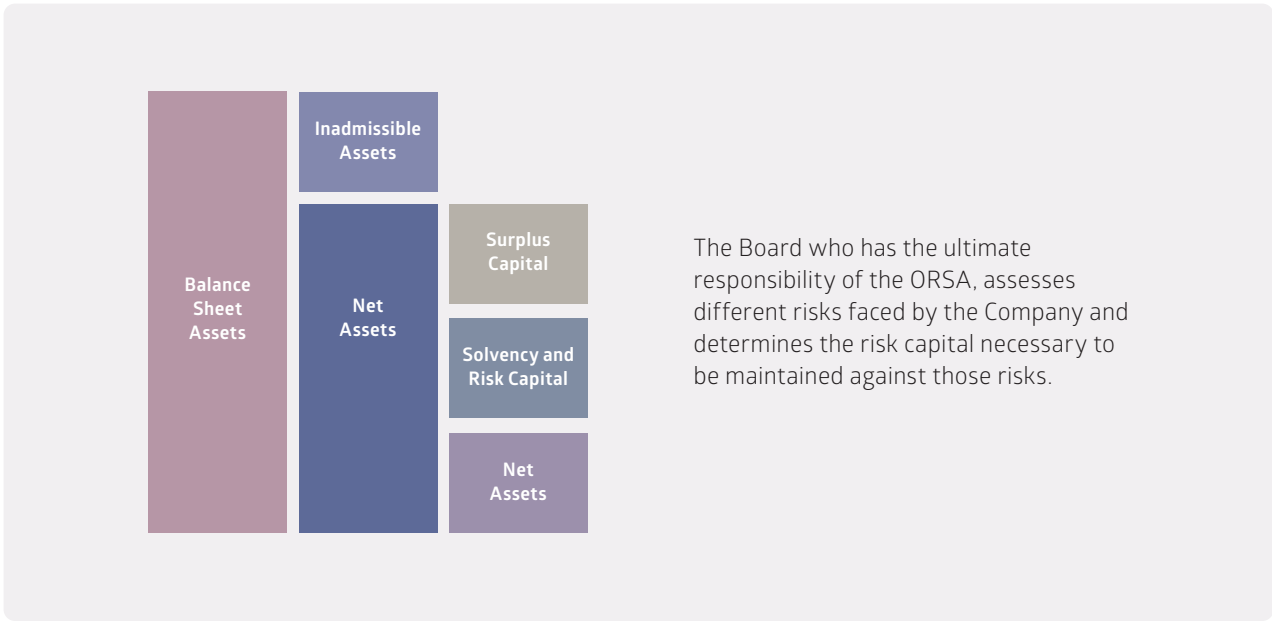 Balance
Sheet
Assets
Inadmissible
Assets
Net
Assets
Surplus
Capital
Solvency and
Risk Capital
Net
Assets
The Board who has the ultimate
responsibility of the ORSA, assesses
different risks faced by the Company and
determines the risk capital necessary to
be maintained against those risks.